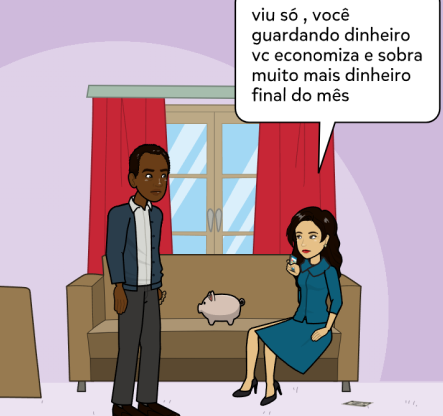 viu só , você
guardando dinheiro
vc economiza e sobra
muito mais dinheiro
final do mês